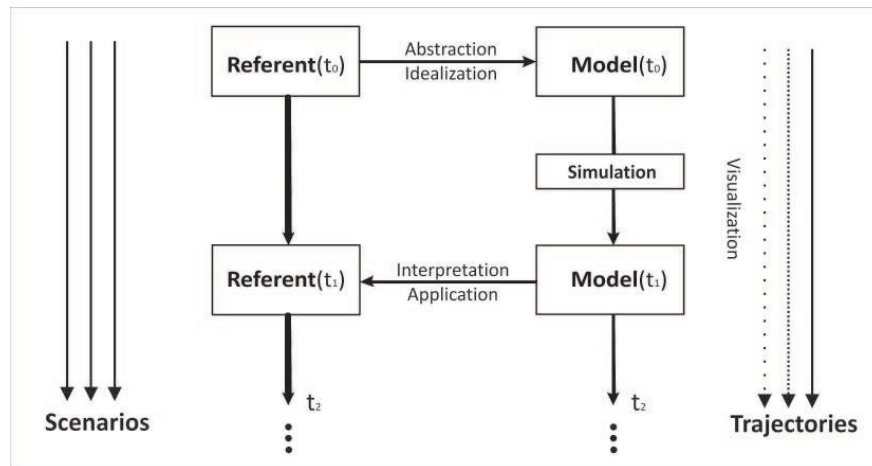 Referent(t₀)
Abstraction
Idealization
Model(t₀)
Simulation
Visualization
Referent(t₁)
Interpretation
Application
Model(t₁)
t₂
t₂
Scenarios
Trajectories